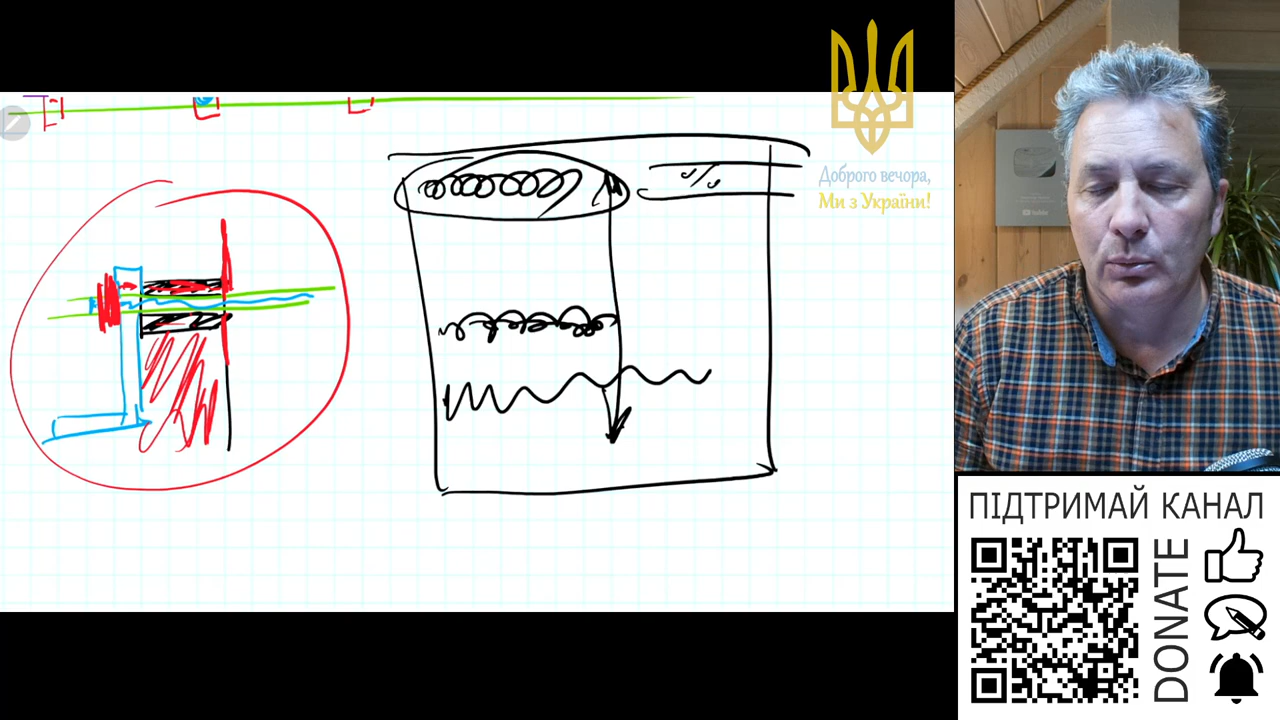 Доброго вечора,
Ми з України!
ПІДТРИМАЙ КАНАЛ
DONATE